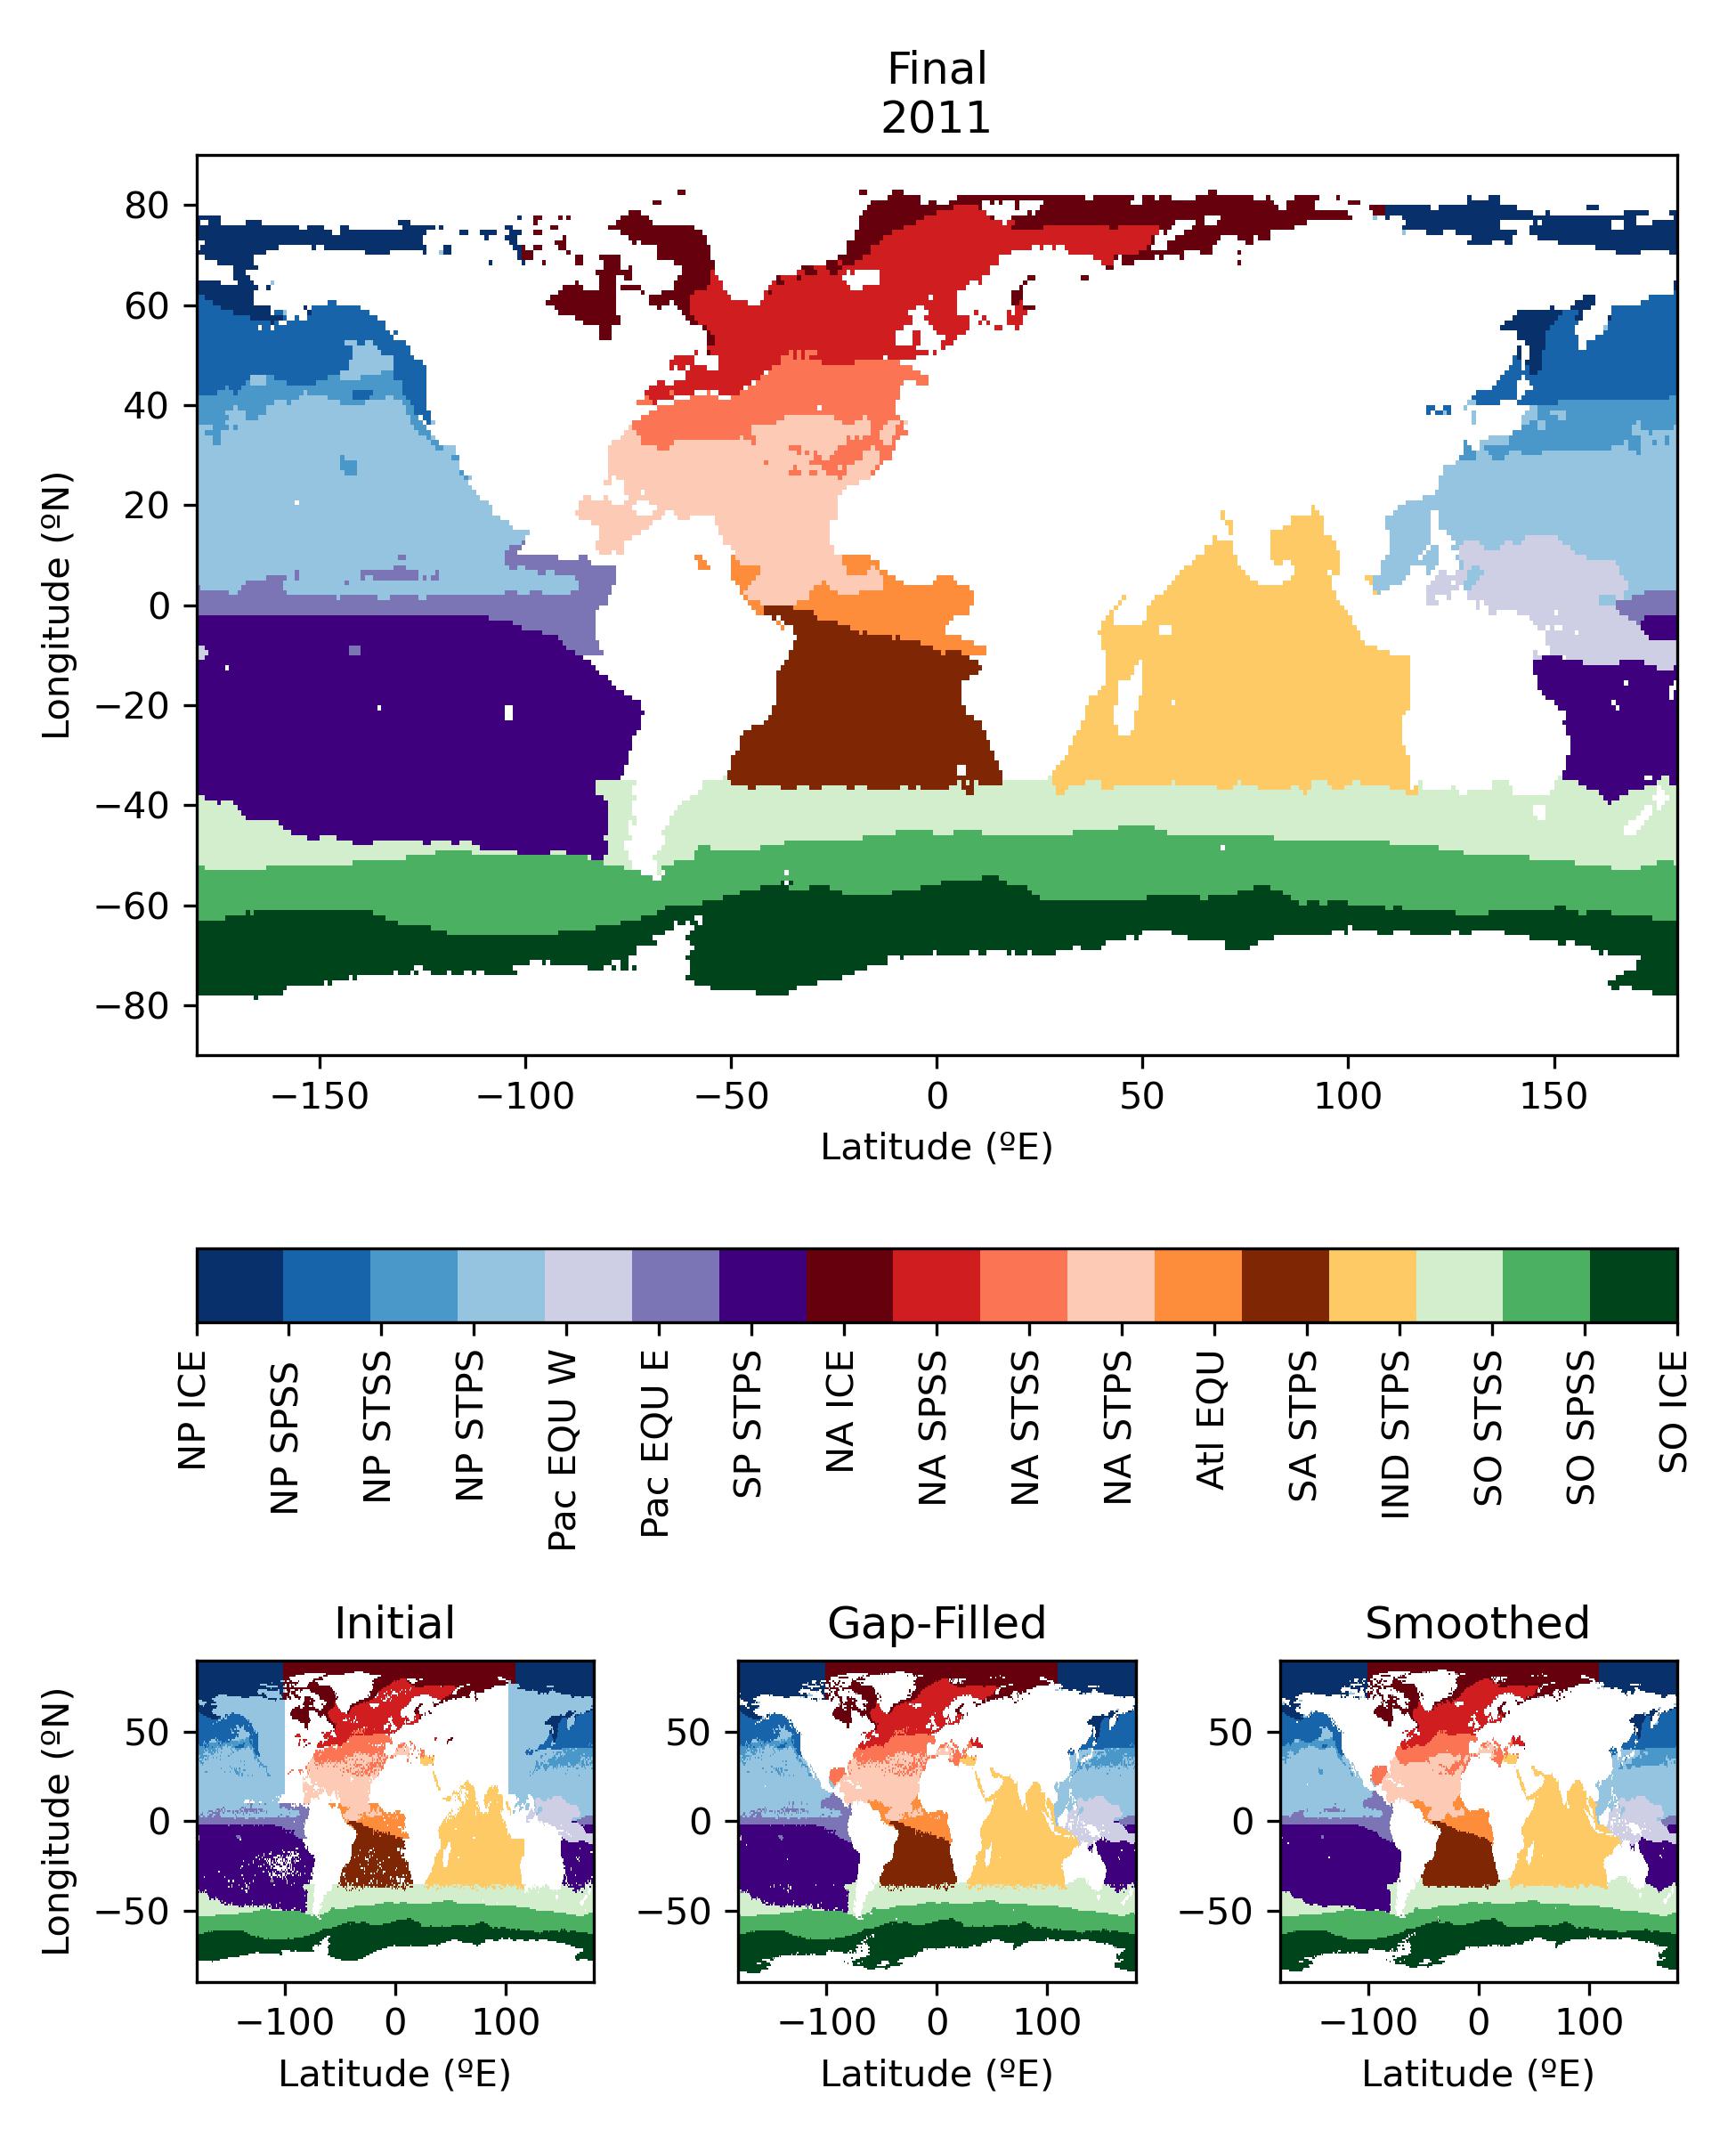 Final
2011
80
60
40
20
0
−20
−40
−60
−80
Longitude (ºN)
−150 −100 −50 0 50 100 150
Latitude (ºE)
NP ICE
NP SPSS
NP STSS
NP STPS
Pac EQU W
Pac EQU E
SP STPS
NA ICE
NA SPSS
NA STSS
NA STPS
Atl EQU
SA STPS
IND STPS
SO STSS
SO SPSS
SO ICE
Initial
50
0
−50
Longitude (ºN)
−100 0 100
Latitude (ºE)
Gap-Filled
50
0
−50
−100 0 100
Latitude (ºE)
Smoothed
50
0
−50
−100 0 100
Latitude (ºE)